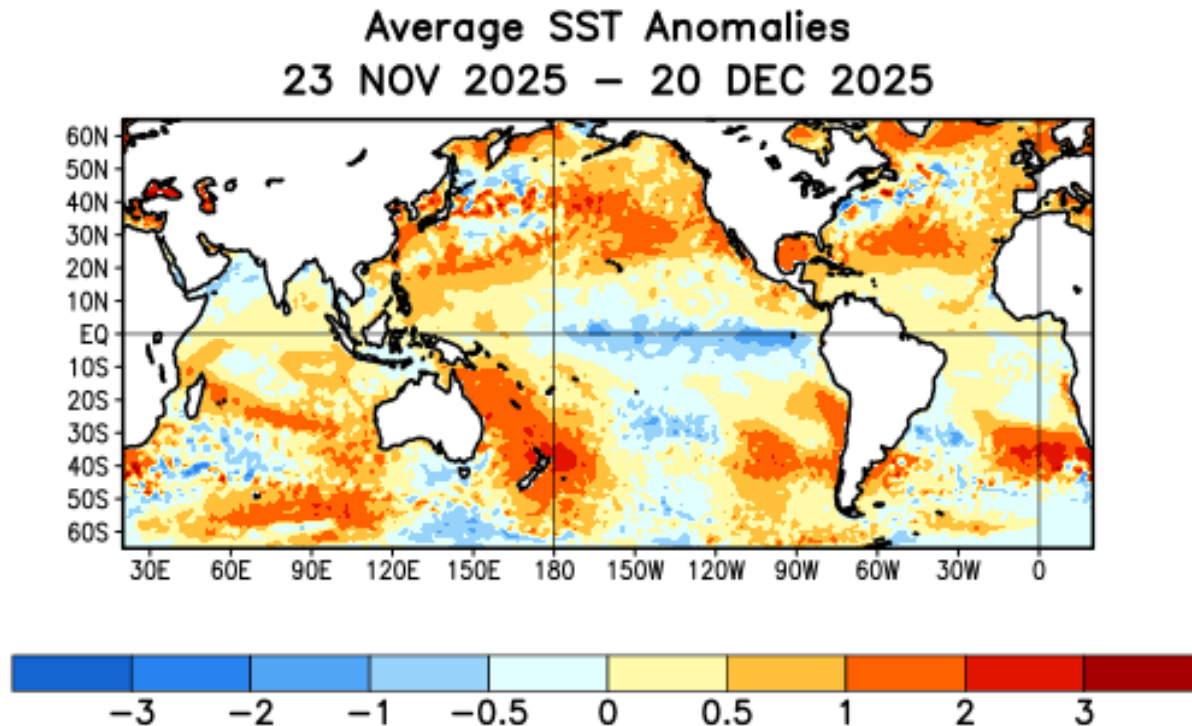 Average SST Anomalies
23 NOV 2025 – 20 DEC 2025
60N
50N
40N
30N
20N
10N
EQ
10S
20S
30S
40S
50S
60S
30E 60E 90E 120E 150E 180 150W 120W 90W 60W 30W 0
−3 −2 −1 −0.5 0 0.5 1 2 3